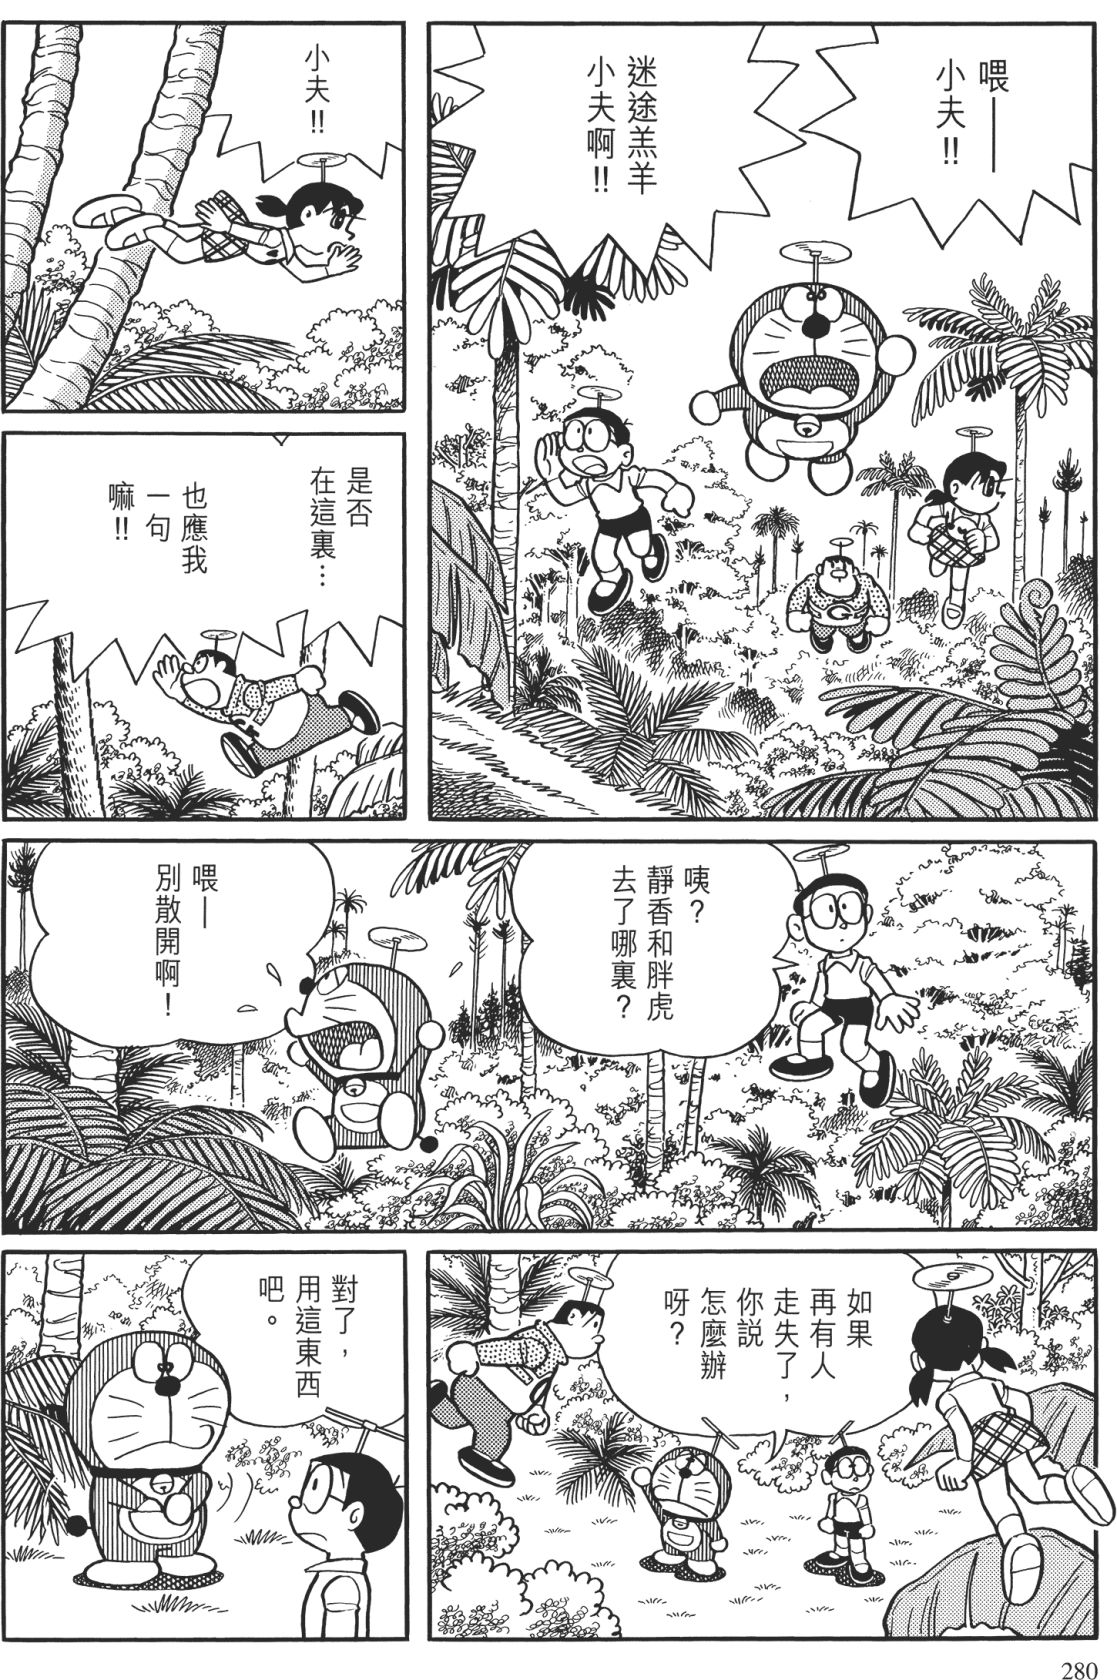 喂——
小夫!!
迷途羔羊
小夫啊!!
小夫!!
是否
在這裏…
也應我
一句
嘛!!
咦？
靜香和胖虎
去了哪裏？
喂—
別散開啊！
如果
再有人
走失了，
你說
怎麼辦
呀？
對了，
用這東西
吧。
280